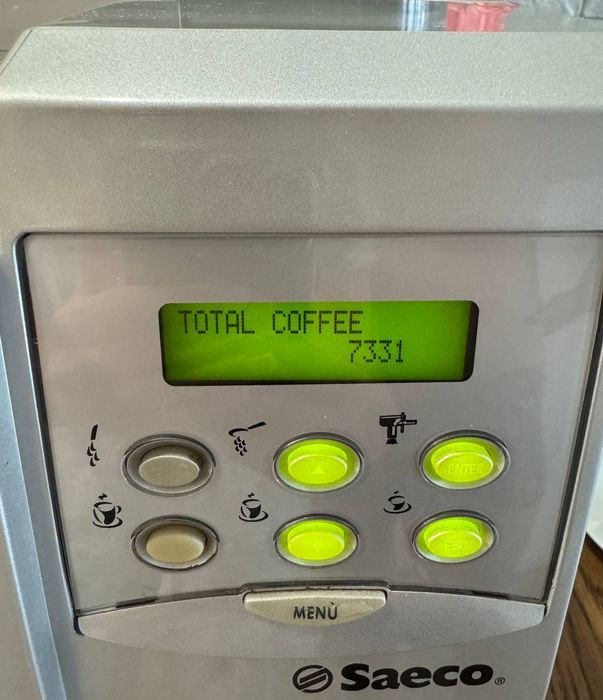 TOTAL COFFEE
7331
ENTER
ESC
MENÙ
Saeco®